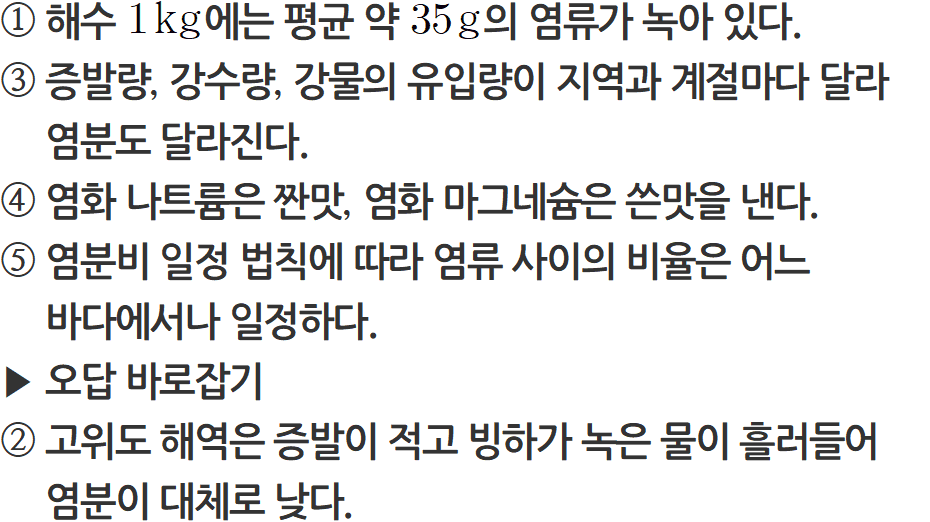 ① 해수 1 kg에는 평균 약 35 g의 염류가 녹아 있다.
③ 증발량, 강수량, 강물의 유입량이 지역과 계절마다 달라
염분도 달라진다.
④ 염화 나트륨은 짠맛, 염화 마그네슘은 쓴맛을 낸다.
⑤ 염분비 일정 법칙에 따라 염류 사이의 비율은 어느
바다에서나 일정하다.
▶ 오답 바로잡기
② 고위도 해역은 증발이 적고 빙하가 녹은 물이 흘러들어
염분이 대체로 낮다.